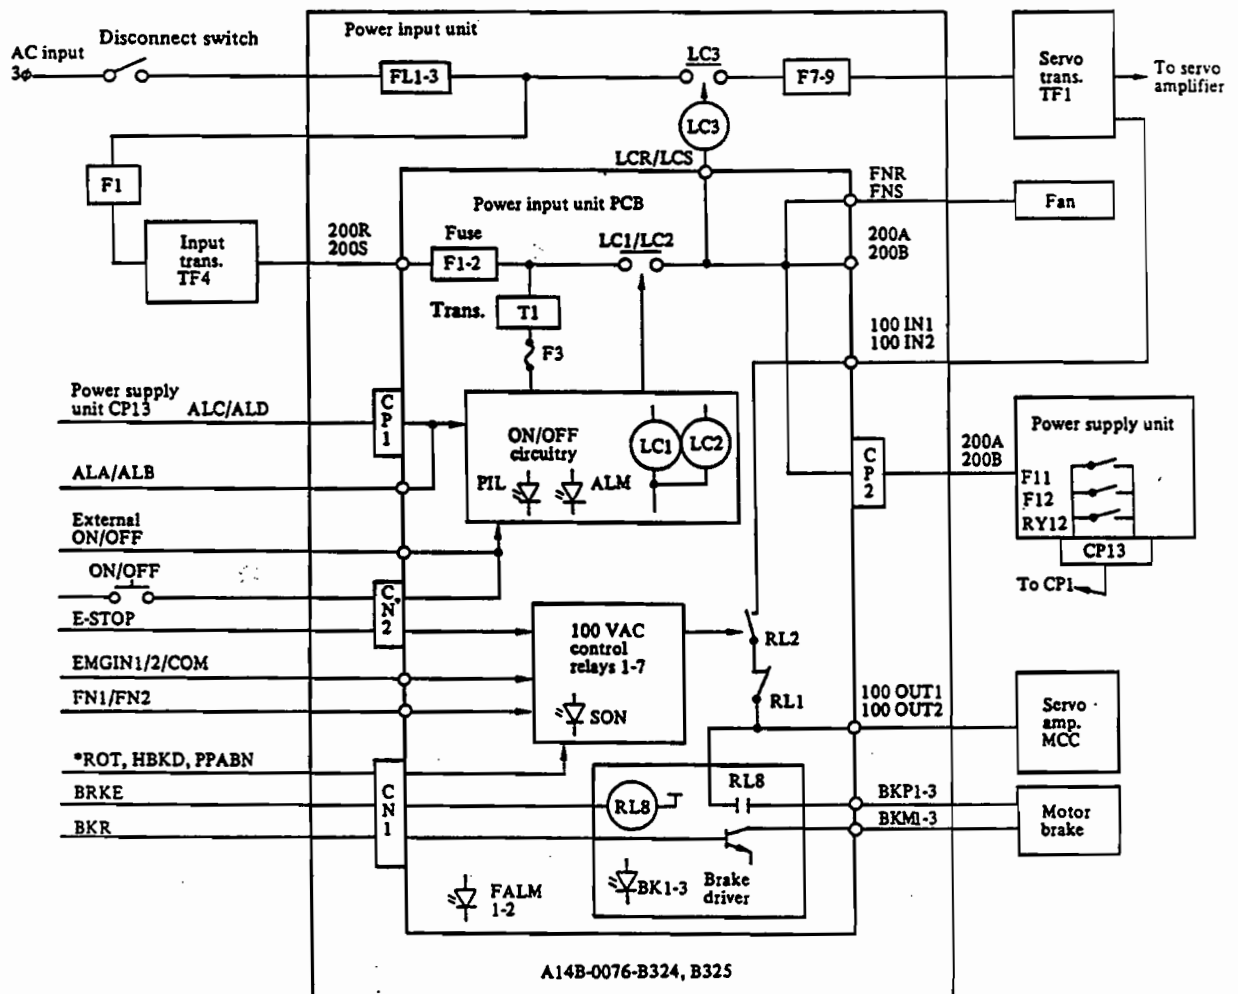 Power input unit
Disconnect switch
AC input
3ø
FL1-3
LC3
F7-9
Servo
trans.
TF1
To servo
amplifier
LC3
LCR/LCS
F1
FNR
FNS
Fan
Power input unit PCB
Input
trans.
TF4
200R
200S
Fuse
F1-2
LC1/LC2
200A
200B
Trans.
T1
F3
100 IN1
100 IN2
Power supply
unit CP13
ALC/ALD
CP1
ON/OFF
circuitry
LC1
LC2
PIL
ALM
CP2
200A
200B
Power supply unit
F11
F12
RY12
CP13
To CP1
ALA/ALB
External
ON/OFF
ON/OFF
CN2
E-STOP
100 VAC
control
relays 1-7
SON
RL2
RL1
EMGIN1/2/COM
FN1/FN2
100 OUT1
100 OUT2
Servo
amp.
MCC
*ROT, HBKD, PPABN
BRKE
BKR
CN1
RL8
RL8
BKP1-3
BKM1-3
Motor
brake
BK1-3
Brake
driver
FALM
1-2
A14B-0076-B324, B325